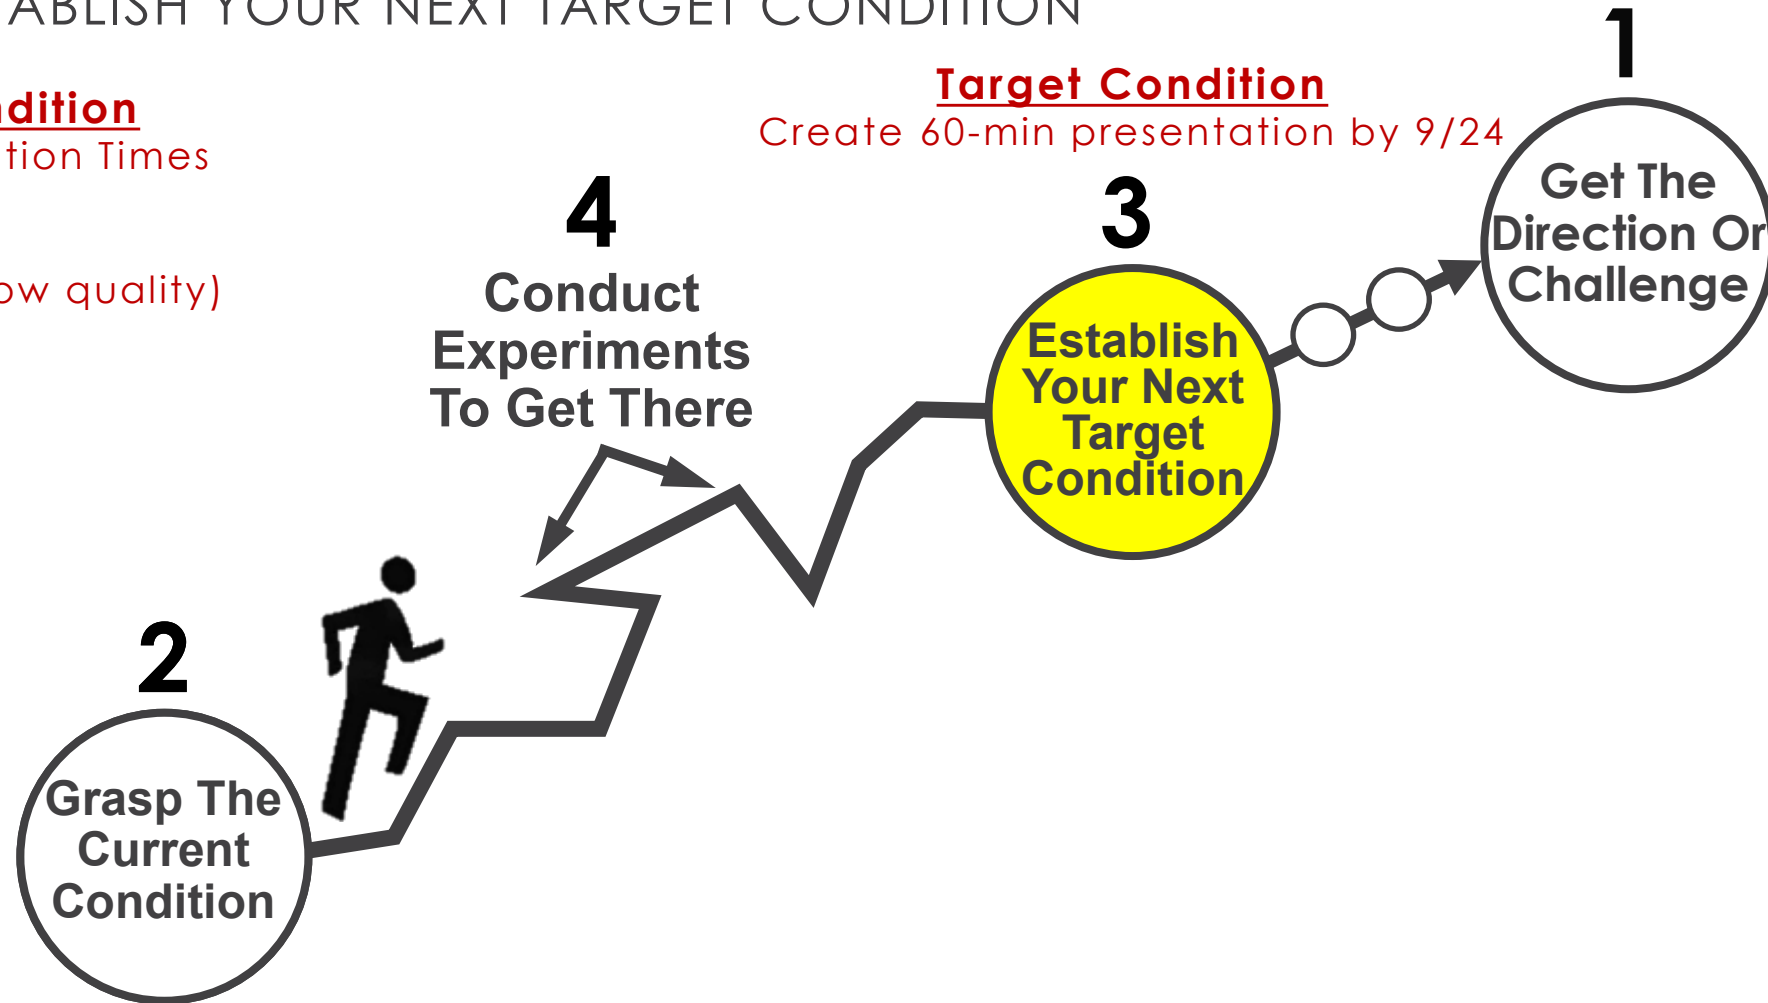 ABLISH YOUR NEXT TARGET CONDITION
ndition
tion Times
ow quality)
Target Condition
Create 60-min presentation by 9/24
1
Get The
Direction Or
Challenge
3
Establish
Your Next
Target
Condition
4
Conduct
Experiments
To Get There
2
Grasp The
Current
Condition